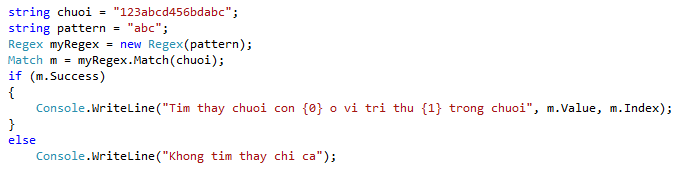 string chuoi = "123abcd456bdabc";
string pattern = "abc";
Regex myRegex = new Regex(pattern);
Match m = myRegex.Match(chuoi);
if (m.Success)
{
    Console.WriteLine("Tim thay chuoi con {0} o vi tri thu {1} trong chuoi", m.Value, m.Index);
}
else
    Console.WriteLine("Khong tim thay chi ca");